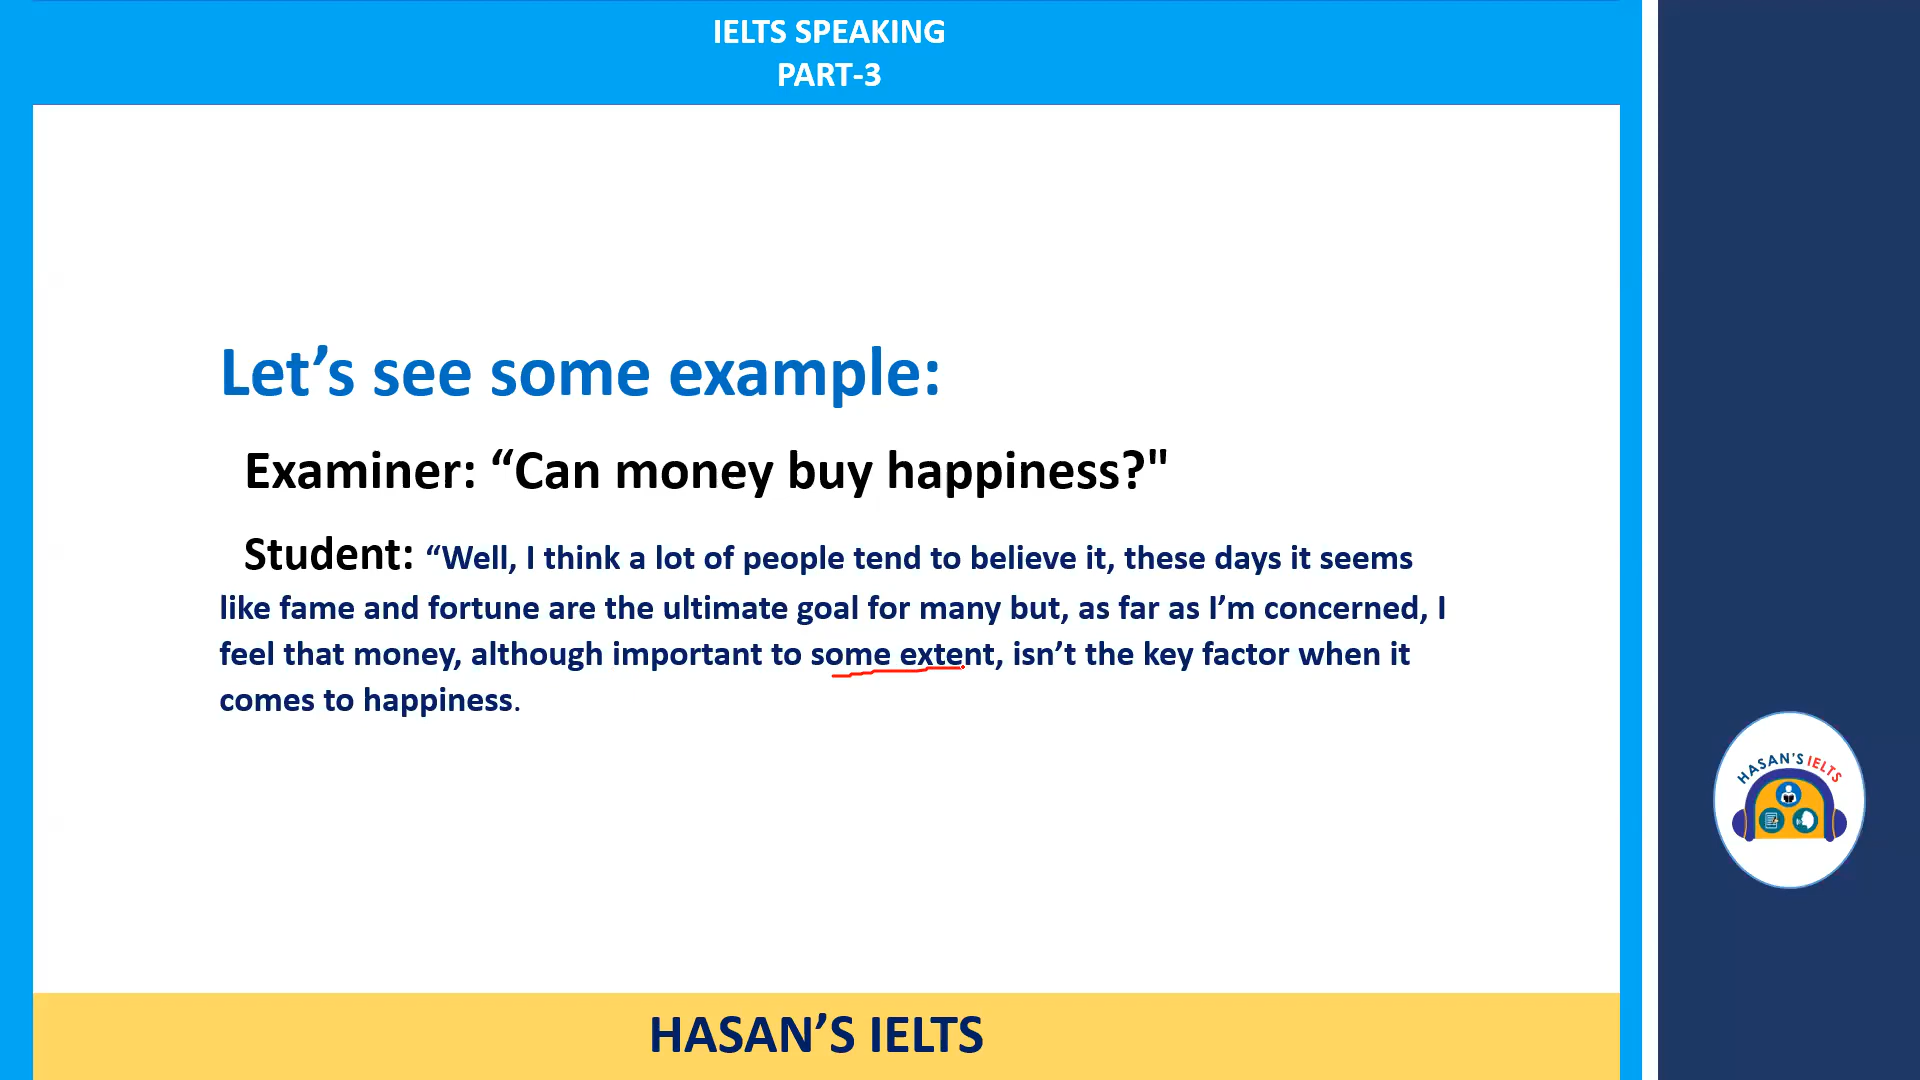 IELTS SPEAKING
PART-3
Let’s see some example:
Examiner: “Can money buy happiness?"
Student: “Well, I think a lot of people tend to believe it, these days it seems
like fame and fortune are the ultimate goal for many but, as far as I’m concerned, I
feel that money, although important to some extent, isn’t the key factor when it
comes to happiness.
HASAN'S IELTS
HASAN’S IELTS